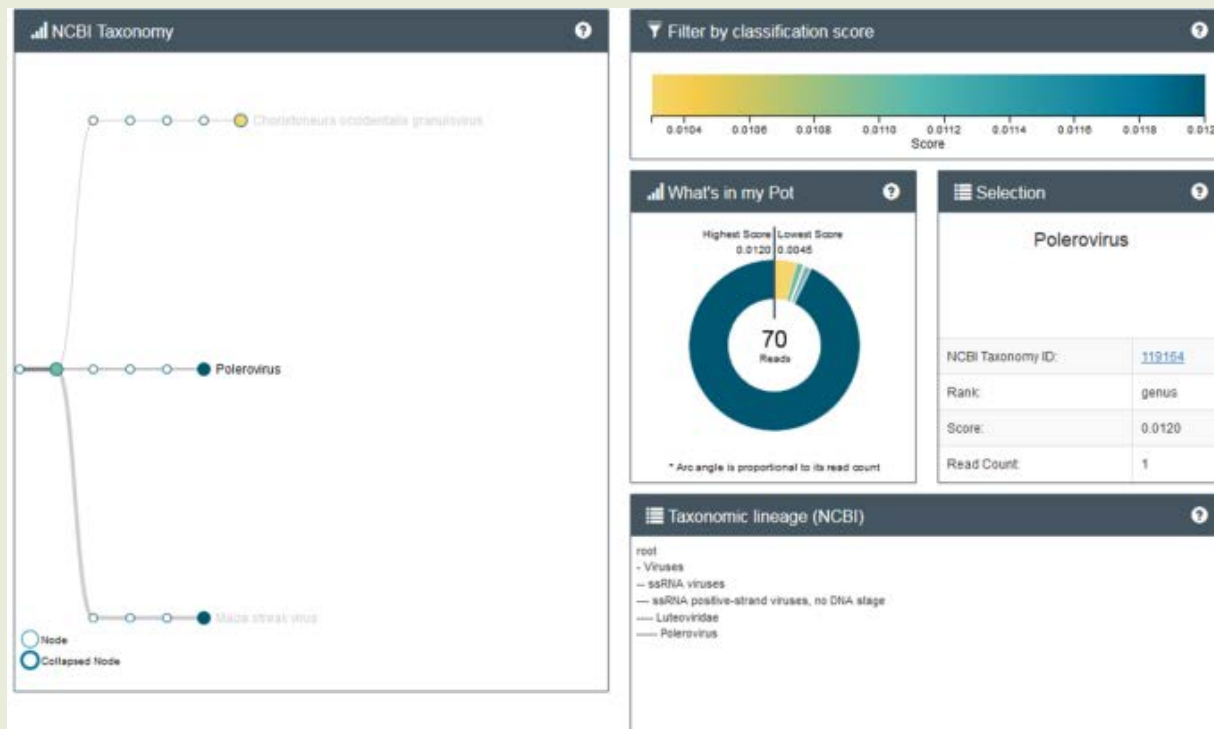 NCBI Taxonomy
Choristoneura occidentalis granulovirus
Polerovirus
Maize streak virus
Node
Collapsed Node
Filter by classification score
0.0104 0.0106 0.0108 0.0110 0.0112 0.0114 0.0116 0.0118 0.012
Score
What's in my Pot
Highest Score Lowest Score
0.0120 0.0045
70
Reads
* Arc angle is proportional to its read count
Selection
Polerovirus
NCBI Taxonomy ID: 119164
Rank: genus
Score: 0.0120
Read Count: 1
Taxonomic lineage (NCBI)
root
- Viruses
-- ssRNA viruses
--- ssRNA positive-strand viruses, no DNA stage
---- Luteoviridae
----- Polerovirus